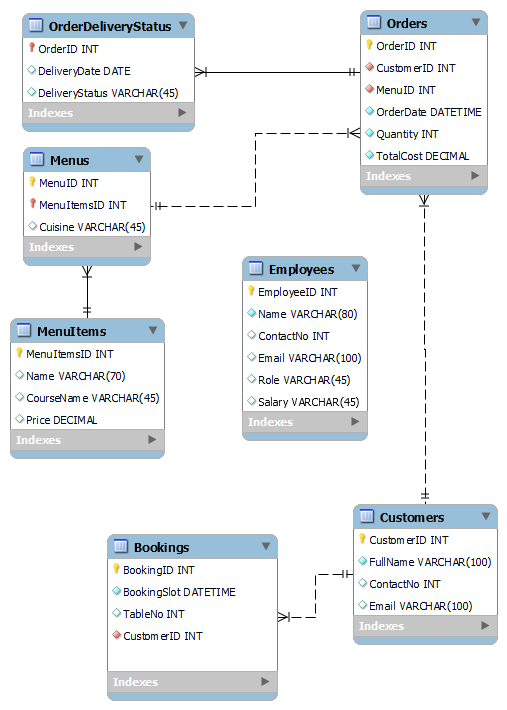 OrderDeliveryStatus
OrderID INT
DeliveryDate DATE
DeliveryStatus VARCHAR(45)
Indexes
Orders
OrderID INT
CustomerID INT
MenuID INT
OrderDate DATETIME
Quantity INT
TotalCost DECIMAL
Indexes
Menus
MenuID INT
MenuItemsID INT
Cuisine VARCHAR(45)
Indexes
Employees
EmployeeID INT
Name VARCHAR(80)
ContactNo INT
Email VARCHAR(100)
Role VARCHAR(45)
Salary VARCHAR(45)
Indexes
MenuItems
MenuItemsID INT
Name VARCHAR(70)
CourseName VARCHAR(45)
Price DECIMAL
Indexes
Customers
CustomerID INT
FullName VARCHAR(100)
ContactNo INT
Email VARCHAR(100)
Indexes
Bookings
BookingID INT
BookingSlot DATETIME
TableNo INT
CustomerID INT
Indexes